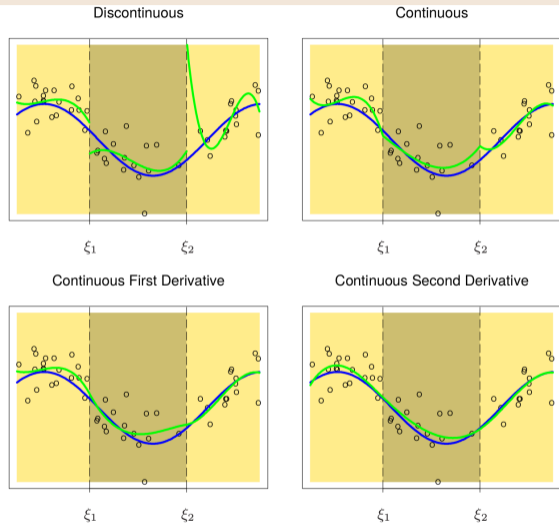 Discontinuous
Continuous
ξ1
ξ2
ξ1
ξ2
Continuous First Derivative
Continuous Second Derivative
ξ1
ξ2
ξ1
ξ2